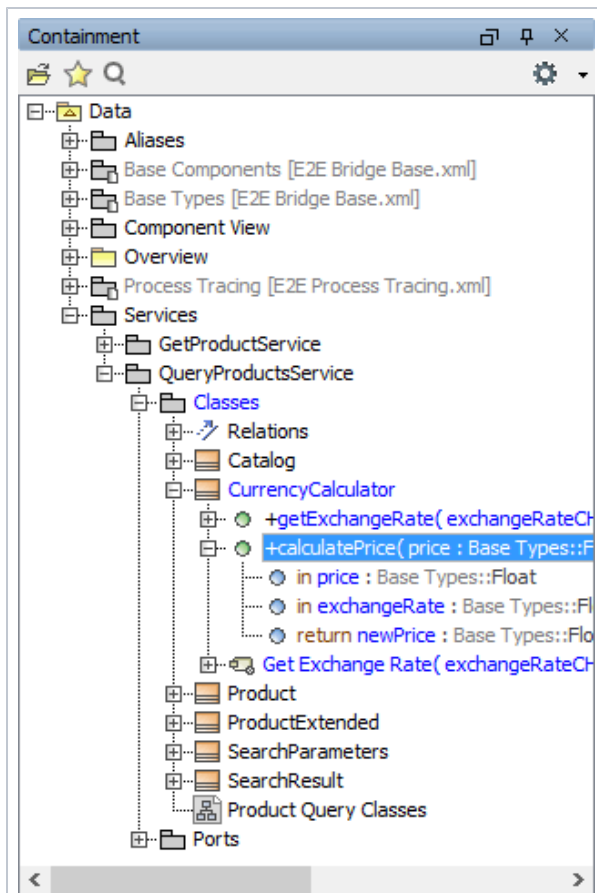 Containment
Data
Aliases
Base Components [E2E Bridge Base.xml]
Base Types [E2E Bridge Base.xml]
Component View
Overview
Process Tracing [E2E Process Tracing.xml]
Services
GetProductService
QueryProductsService
Classes
Relations
Catalog
CurrencyCalculator
+getExchangeRate( exchangeRateCH
+calculatePrice( price : Base Types::F
in price : Base Types::Float
in exchangeRate : Base Types::Fl
return newPrice : Base Types::Flo
Get Exchange Rate( exchangeRateCH
Product
ProductExtended
SearchParameters
SearchResult
Product Query Classes
Ports